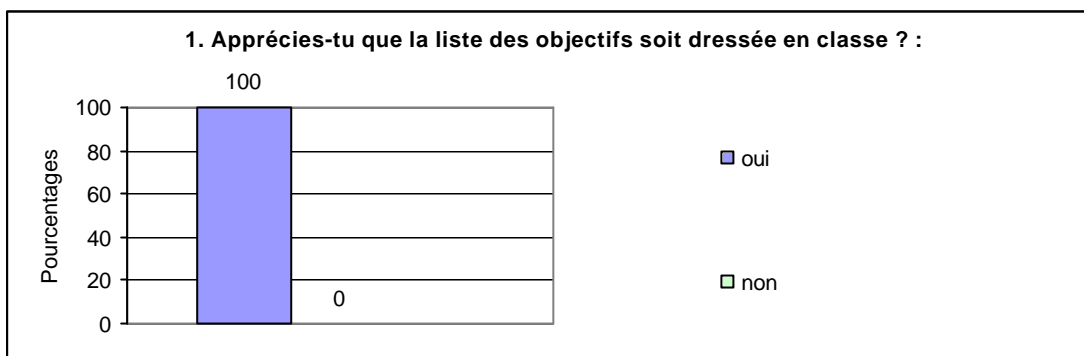 1. Apprécies-tu que la liste des objectifs soit dressée en classe ? :
100
100
80
60
40
20
0
0
Pourcentages
oui
non